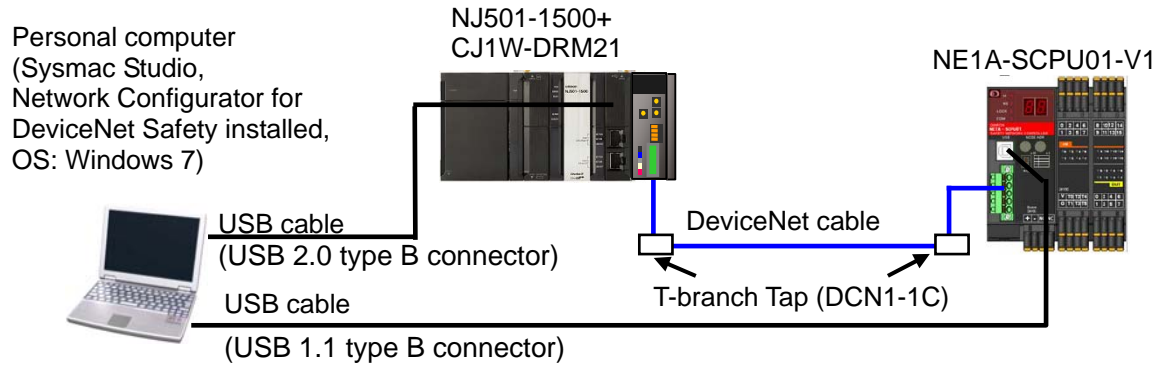 Personal computer
(Sysmac Studio,
Network Configurator for
DeviceNet Safety installed,
OS: Windows 7)
NJ501-1500+
CJ1W-DRM21
NE1A-SCPU01-V1
USB cable
(USB 2.0 type B connector)
DeviceNet cable
T-branch Tap (DCN1-1C)
USB cable
(USB 1.1 type B connector)